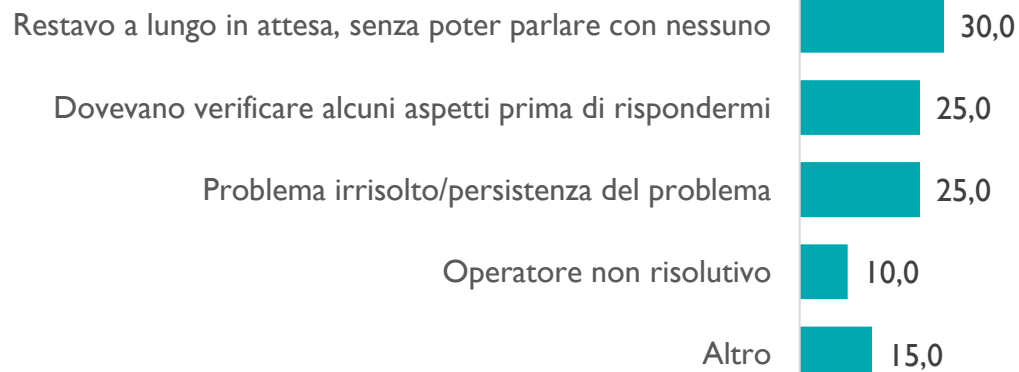 Restavo a lungo in attesa, senza poter parlare con nessuno 30,0
Dovevano verificare alcuni aspetti prima di rispondermi 25,0
Problema irrisolto/persistenza del problema 25,0
Operatore non risolutivo 10,0
Altro 15,0